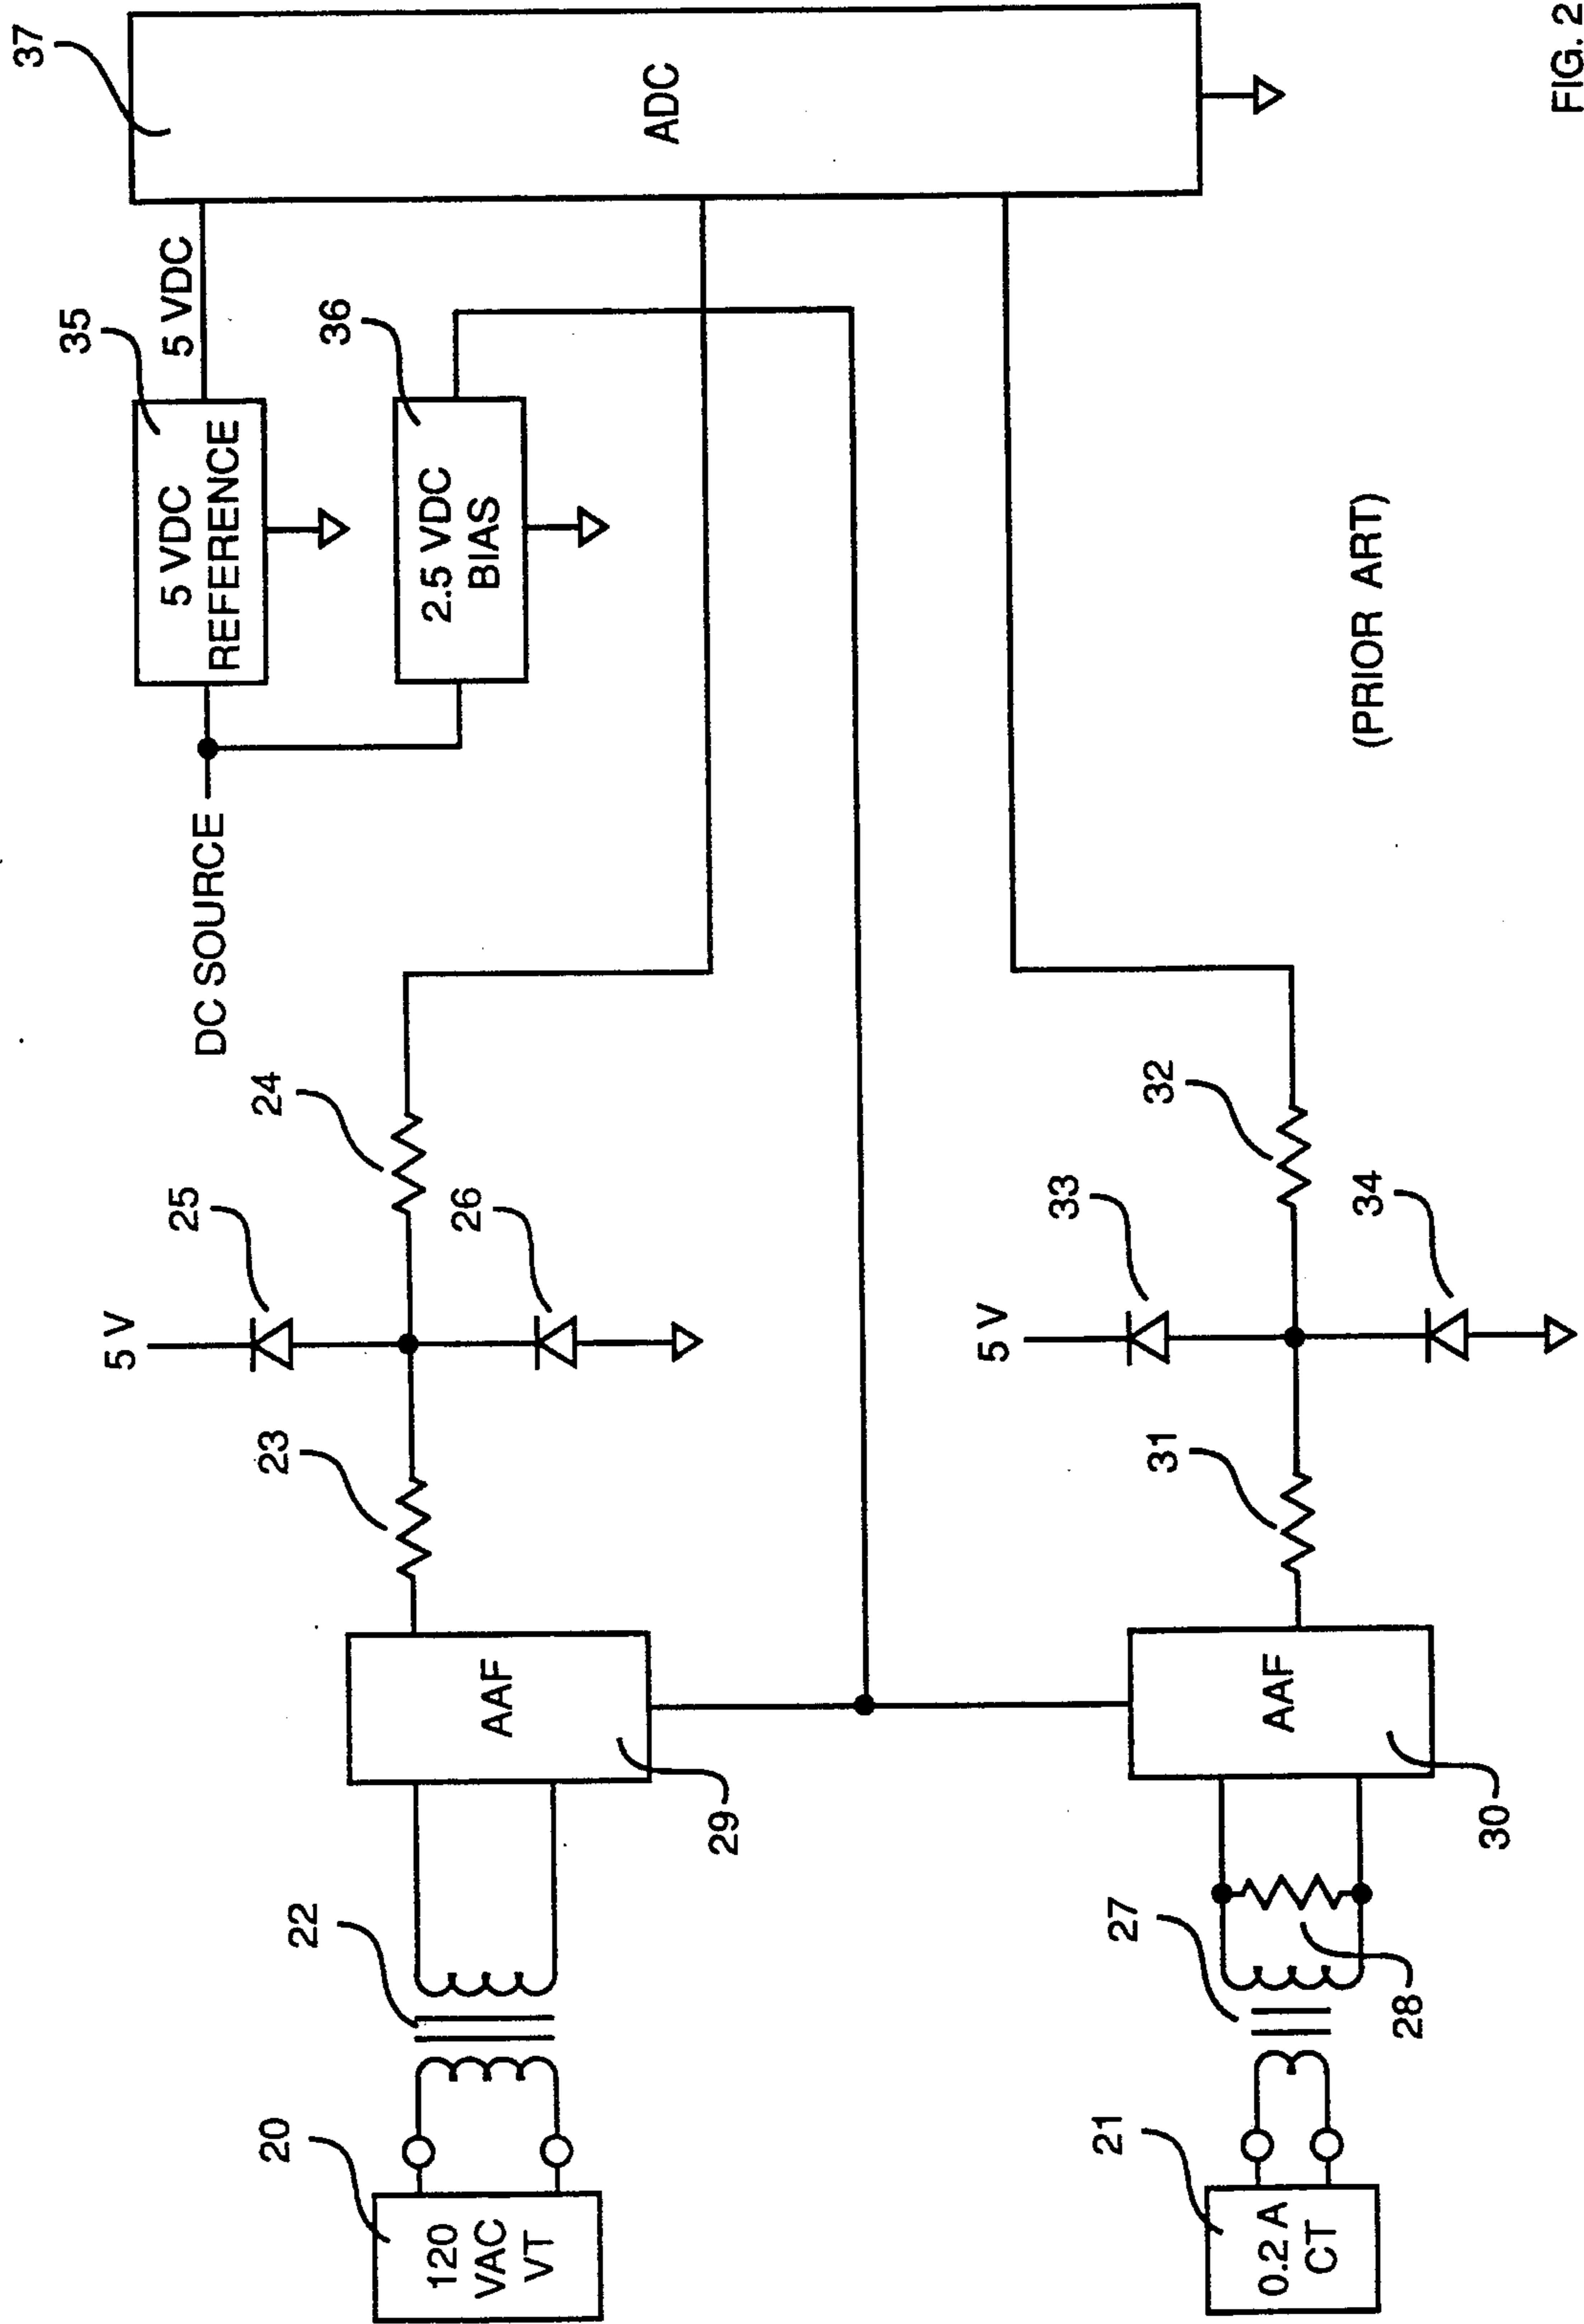 37
35
5 VDC
5 VDC
REFERENCE
36
2.5 VDC
BIAS
ADC
DC SOURCE
24
25
26
5 V
23
22
20
120
VAC
VT
AAF
29
32
33
34
5 V
31
27
28
21
0.2 A
CT
AAF
30
(PRIOR ART)
FIG. 2